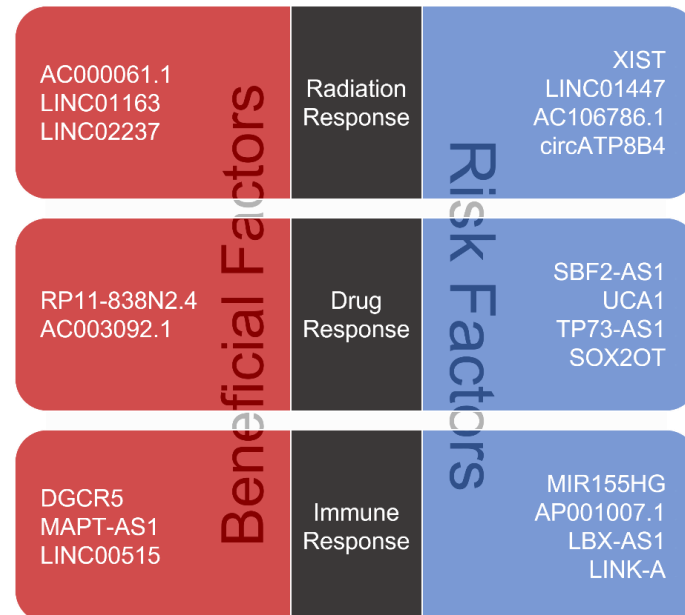 AC000061.1
LINC01163
LINC02237
Radiation
Response
XIST
LINC01447
AC106786.1
circATP8B4
RP11-838N2.4
AC003092.1
Drug
Response
SBF2-AS1
UCA1
TP73-AS1
SOX2OT
DGCR5
MAPT-AS1
LINC00515
Immune
Response
MIR155HG
AP001007.1
LBX-AS1
LINK-A
Beneficial Factors
Risk Factors